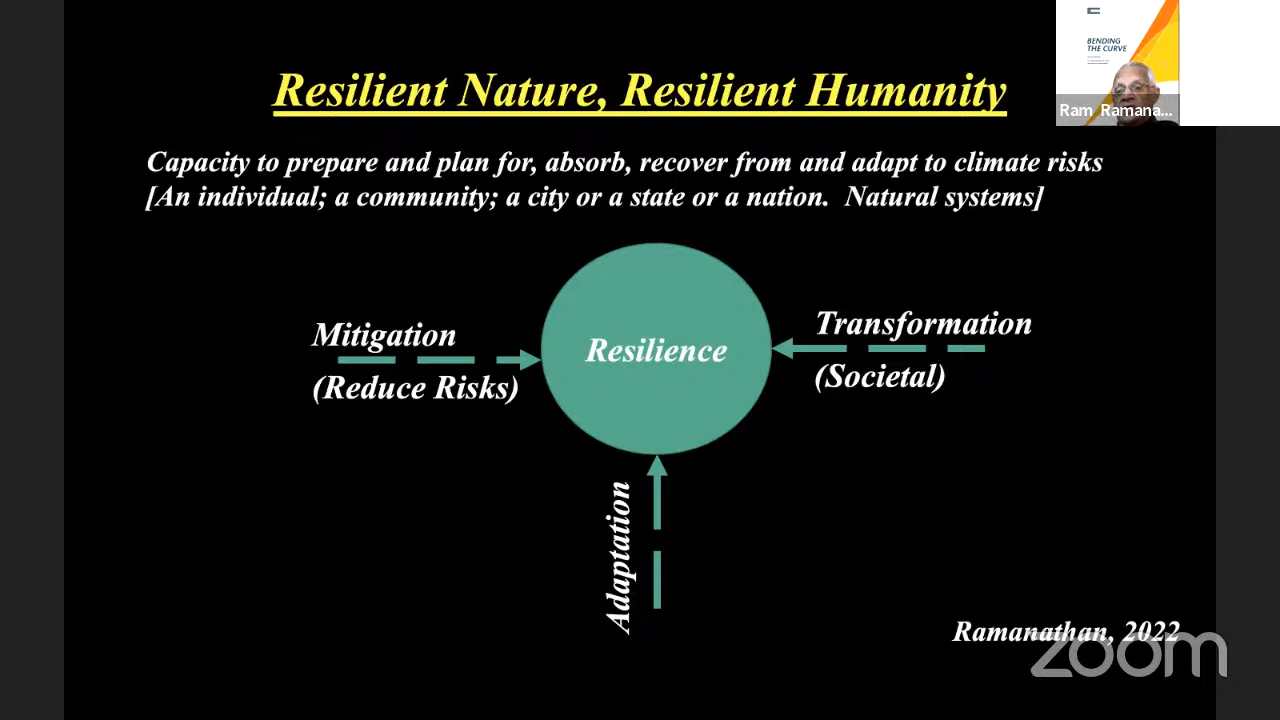 BENDING
THE CURVE
Ram Ramana...
Resilient Nature, Resilient Humanity
Capacity to prepare and plan for, absorb, recover from and adapt to climate risks
[An individual; a community; a city or a state or a nation. Natural systems]
Mitigation
(Reduce Risks)
Resilience
Transformation
(Societal)
Adaptation
Ramanathan, 2022
zoom